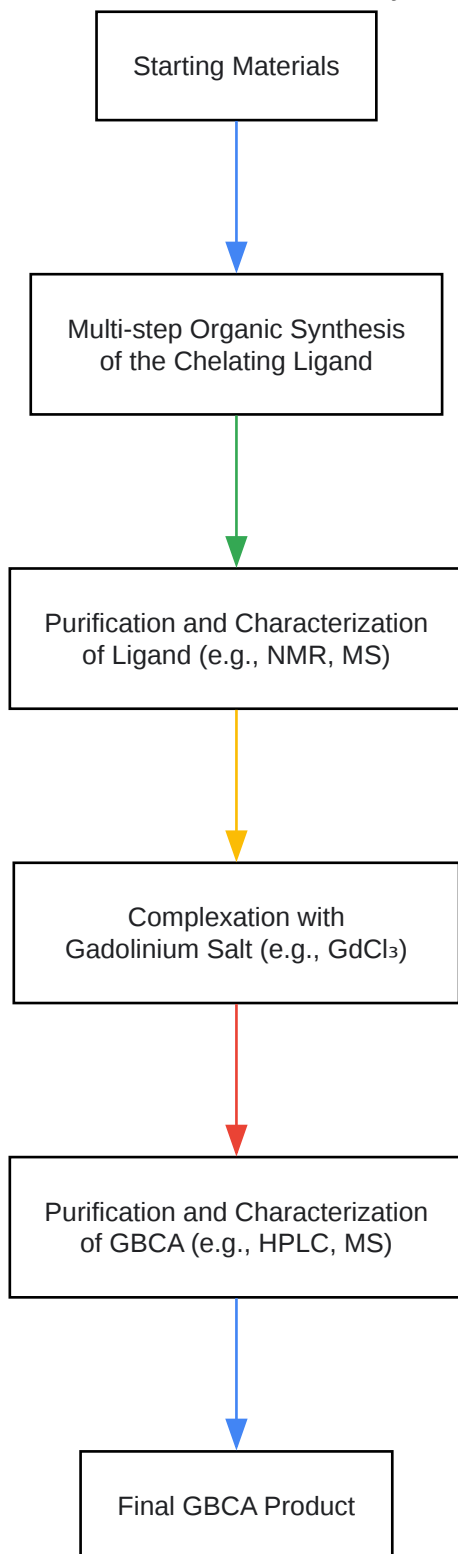 Starting Materials
Multi-step Organic Synthesis
of the Chelating Ligand
Purification and Characterization
of Ligand (e.g., NMR, MS)
Complexation with
Gadolinium Salt (e.g., GdCl₃)
Purification and Characterization
of GBCA (e.g., HPLC, MS)
Final GBCA Product